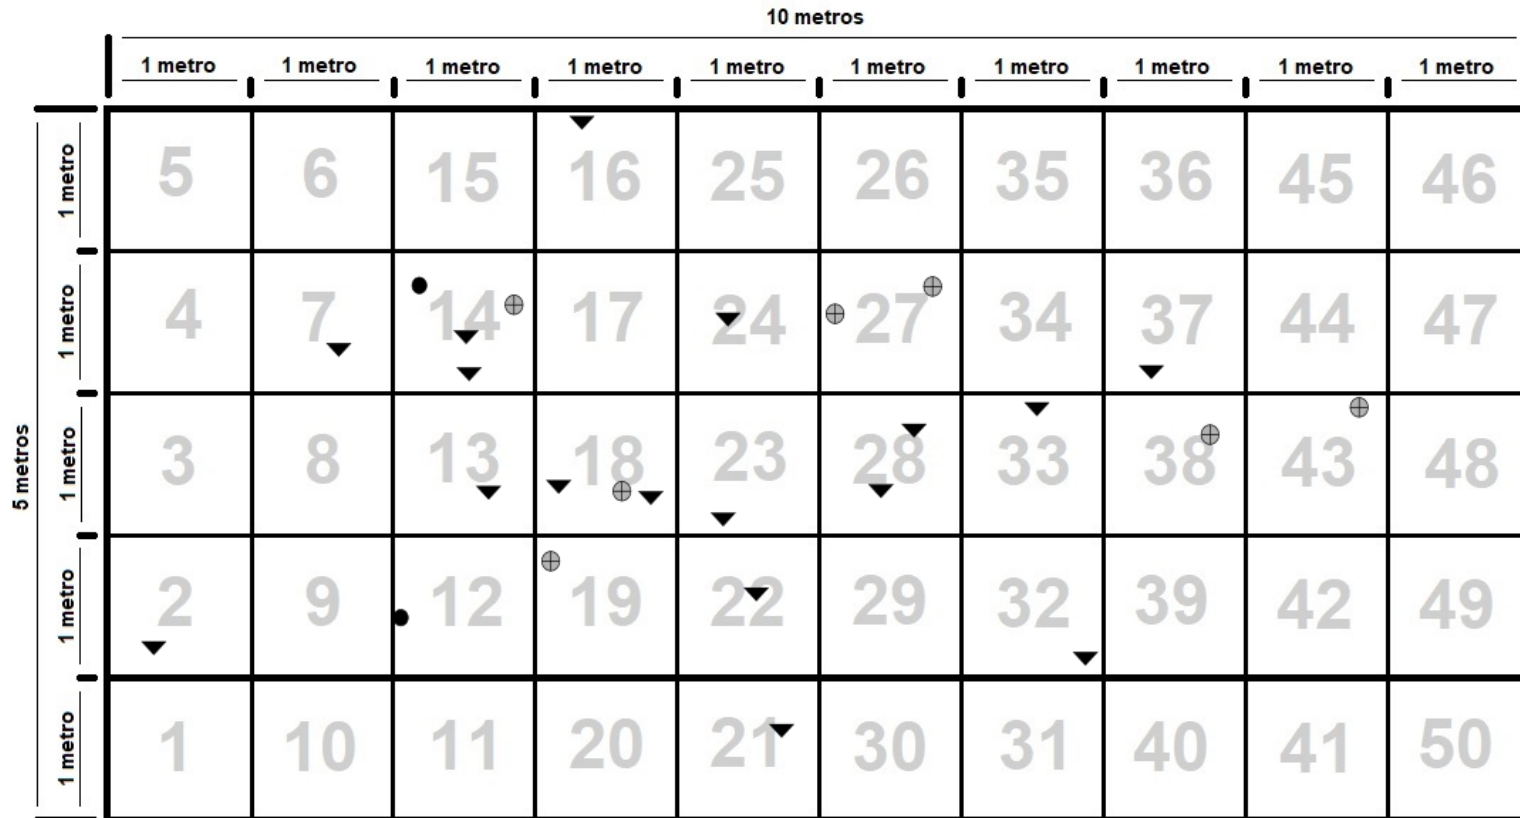 10 metros
1 metro 1 metro 1 metro 1 metro 1 metro 1 metro 1 metro 1 metro 1 metro 1 metro
5 metros
1 metro
5 6 15 16 25 26 35 36 45 46
1 metro
4 7 14 17 24 27 34 37 44 47
1 metro
3 8 13 18 23 28 33 38 43 48
1 metro
2 9 12 19 22 29 32 39 42 49
1 metro
1 10 11 20 21 30 31 40 41 50